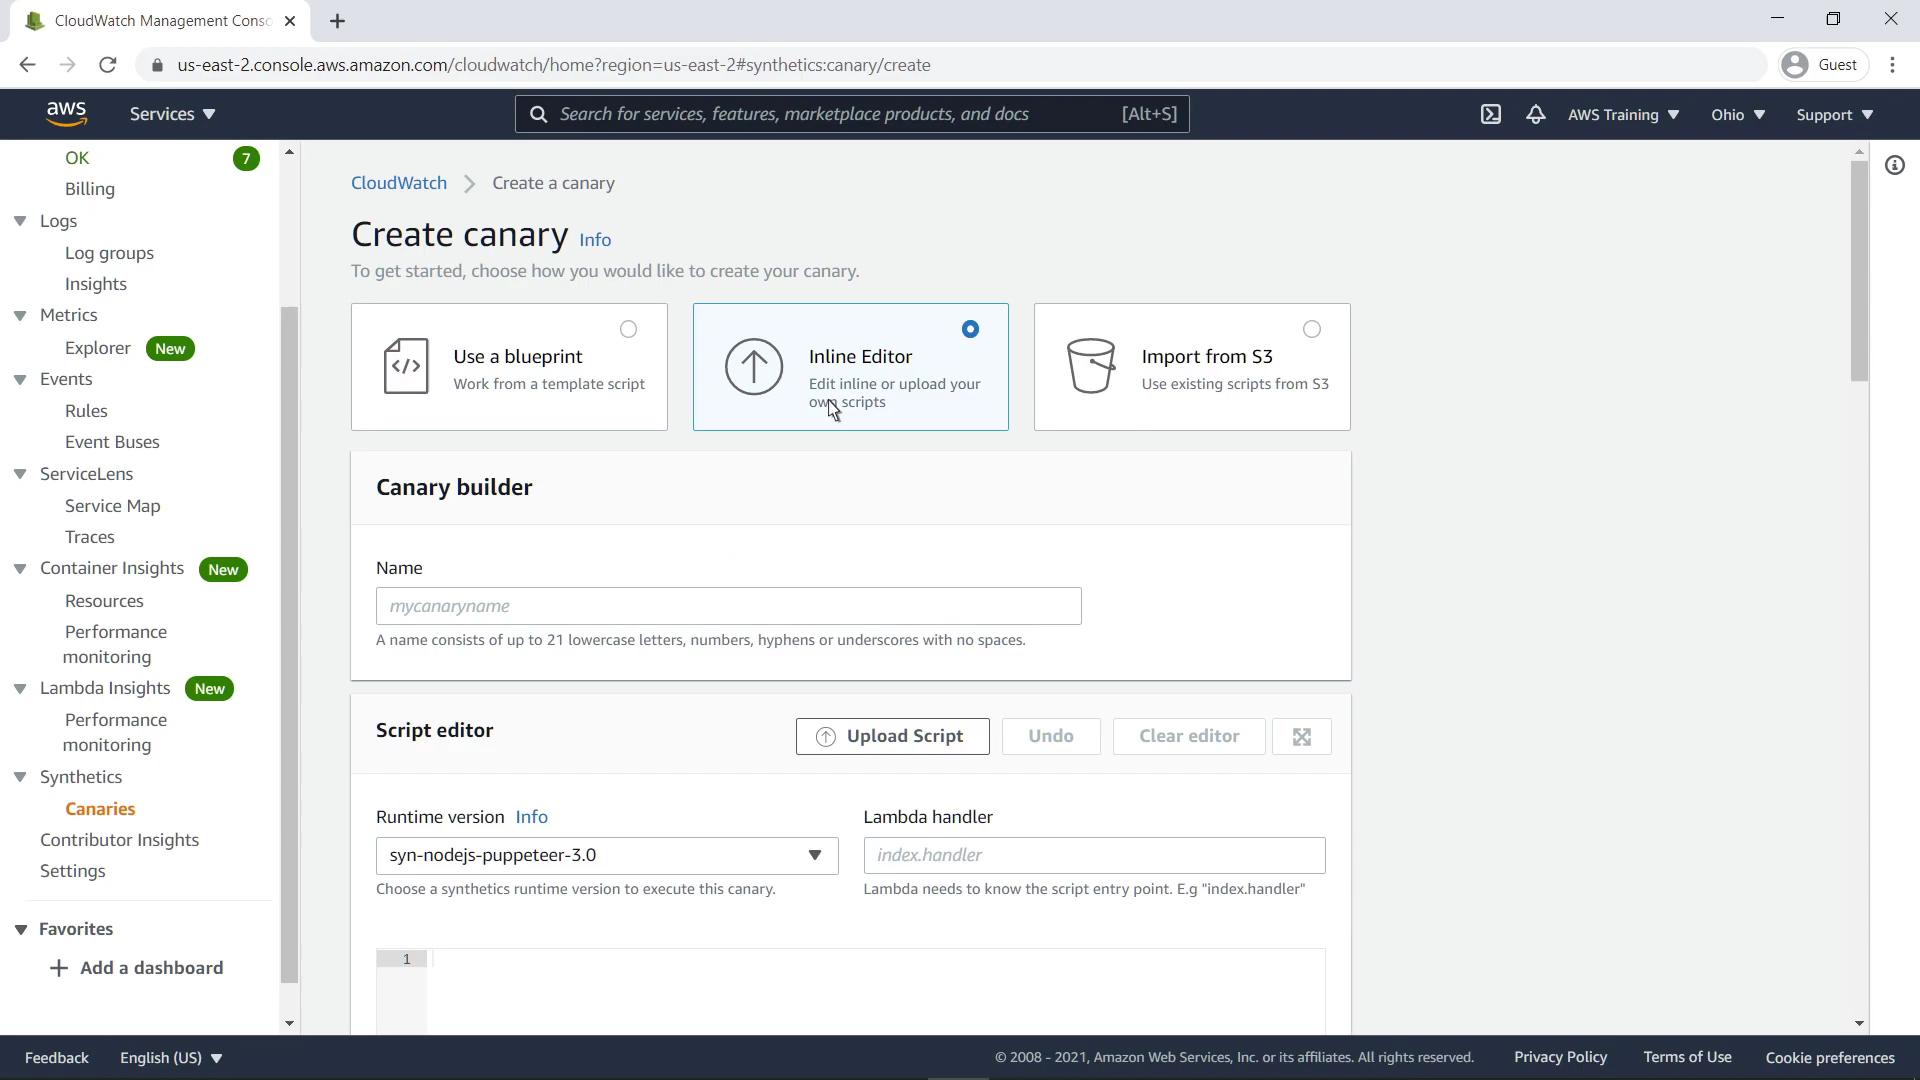 CloudWatch Management Conso
us-east-2.console.aws.amazon.com/cloudwatch/home?region=us-east-2#synthetics:canary/create
Guest
aws
Services
Search for services, features, marketplace products, and docs
[Alt+S]
AWS Training
Ohio
Support
OK
7
Billing
Logs
Log groups
Insights
Metrics
Explorer New
Events
Rules
Event Buses
ServiceLens
Service Map
Traces
Container Insights New
Resources
Performance
monitoring
Lambda Insights New
Performance
monitoring
Synthetics
Canaries
Contributor Insights
Settings
Favorites
Add a dashboard
CloudWatch
Create a canary
Create canary Info
To get started, choose how you would like to create your canary.
Use a blueprint
Work from a template script
Inline Editor
Edit inline or upload your
own scripts
Import from S3
Use existing scripts from S3
Canary builder
Name
mycanaryname
A name consists of up to 21 lowercase letters, numbers, hyphens or underscores with no spaces.
Script editor
Upload Script
Undo
Clear editor
Runtime version Info
syn-nodejs-puppeteer-3.0
Choose a synthetics runtime version to execute this canary.
Lambda handler
index.handler
Lambda needs to know the script entry point. E.g "index.handler"
1
Feedback
English (US)
© 2008 - 2021, Amazon Web Services, Inc. or its affiliates. All rights reserved.
Privacy Policy
Terms of Use
Cookie preferences